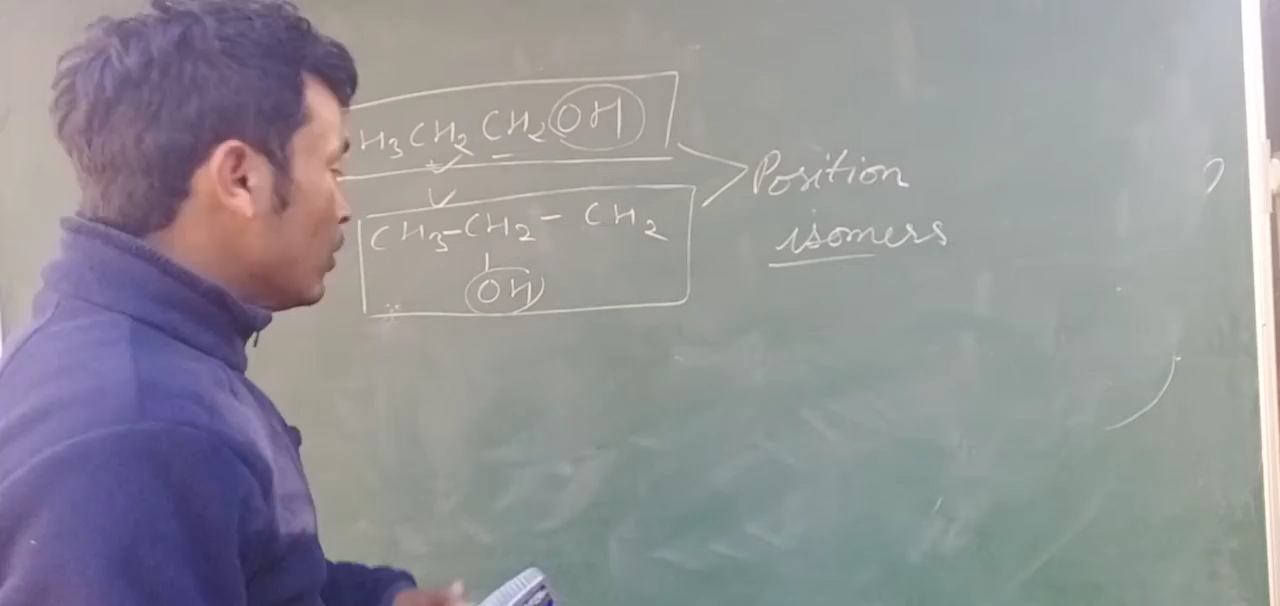 H₃CH₂CH₂OH
CH₃-CH₂-CH₂
OH
Position
isomers